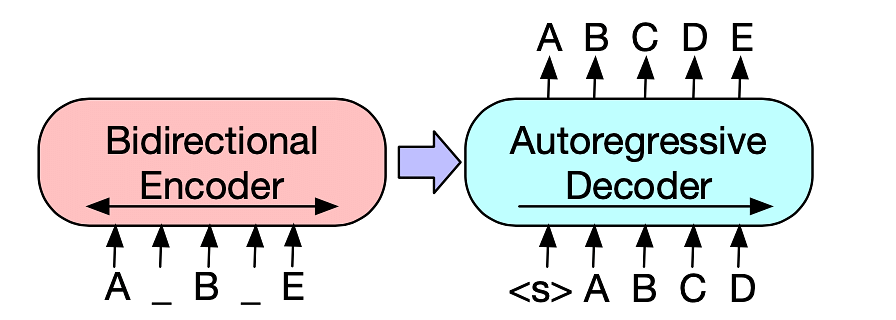 A B C D E
Bidirectional
Encoder
Autoregressive
Decoder
A _ B _ E
<s> A B C D